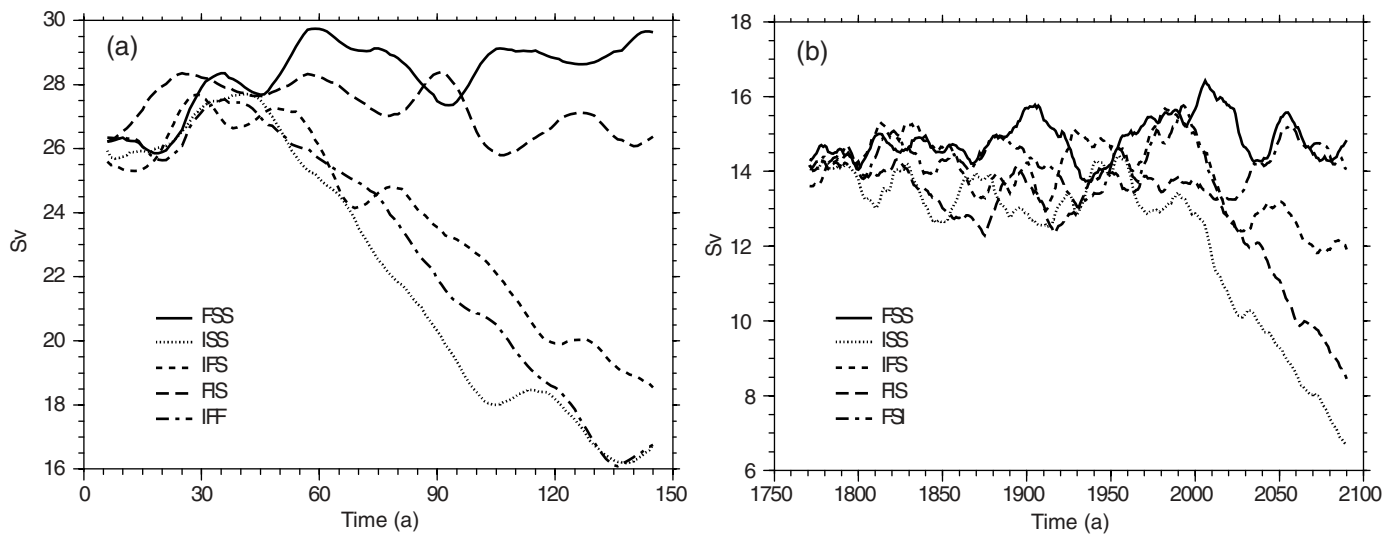 (a)
30
28
26
24
22
20
18
16
Sv
FSS
ISS
IFS
FIS
IFF
0 30 60 90 120 150
Time (a)
(b)
18
16
14
12
10
8
6
Sv
FSS
ISS
IFS
FIS
FSI
1750 1800 1850 1900 1950 2000 2050 2100
Time (a)